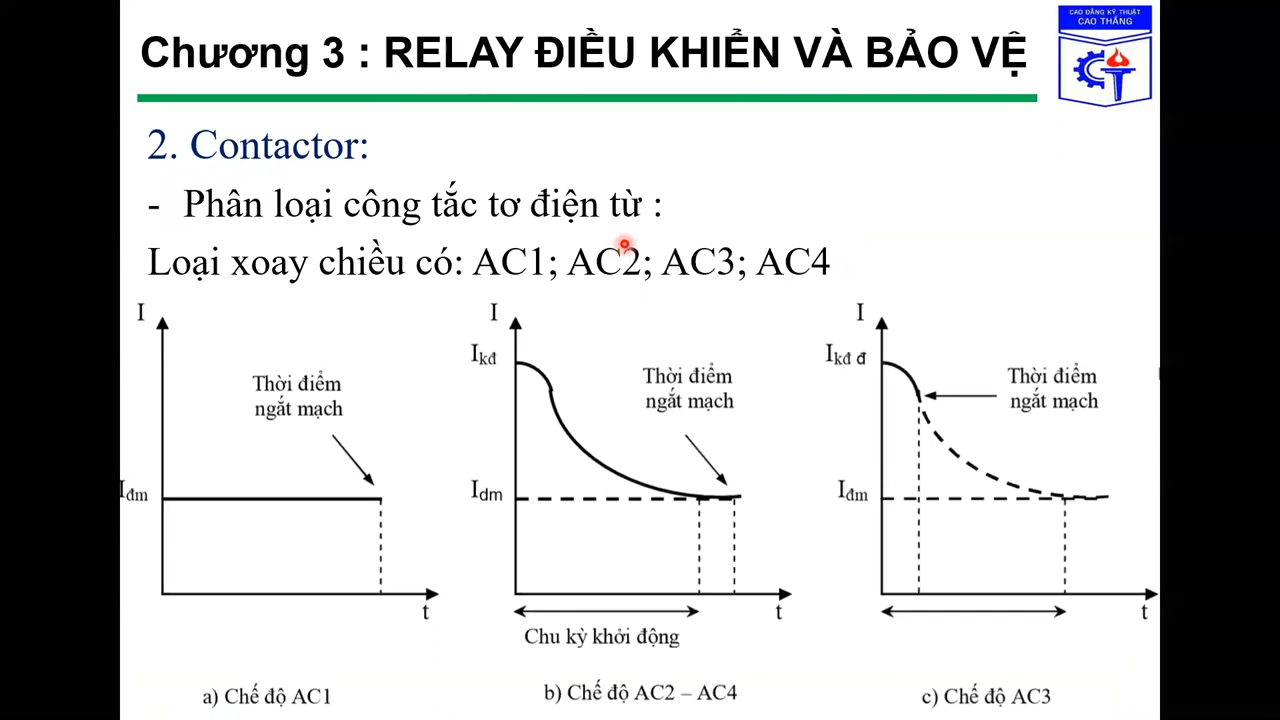 CAO ĐẲNG KỸ THUẬT
CAO THẮNG
Chương 3 : RELAY ĐIỀU KHIỂN VÀ BẢO VỆ
2. Contactor:
- Phân loại công tắc tơ điện từ :
Loại xoay chiều có: AC1; AC2; AC3; AC4
I
Thời điểm
ngắt mạch
Iđm
t
a) Chế độ AC1
I
Ikđ
Thời điểm
ngắt mạch
Idm
t
Chu kỳ khởi động
b) Chế độ AC2 – AC4
I
Ikđ đ
Thời điểm
ngắt mạch
Iđm
t
c) Chế độ AC3